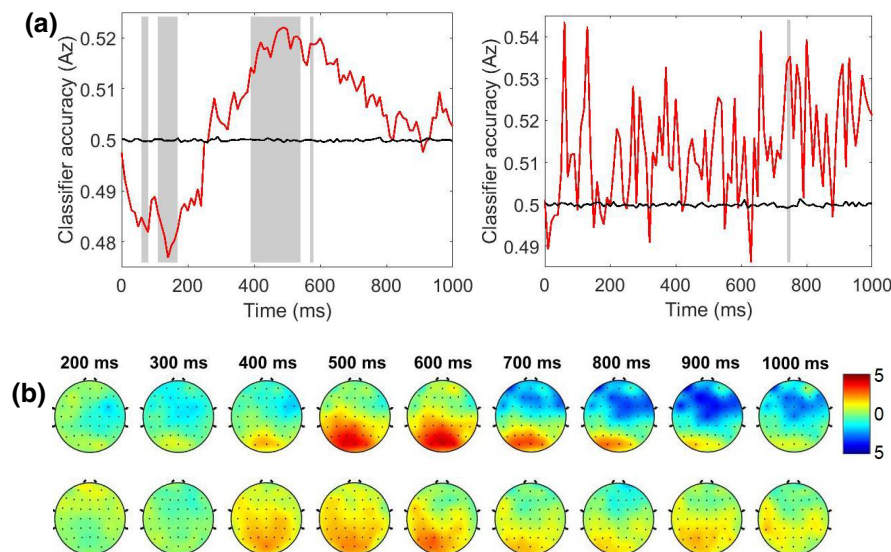 (a)
Classifier accuracy (Az)
0.52
0.51
0.5
0.49
0.48
0 200 400 600 800 1000
Time (ms)
Classifier accuracy (Az)
0.54
0.53
0.52
0.51
0.5
0.49
0 200 400 600 800 1000
Time (ms)
(b)
200 ms 300 ms 400 ms 500 ms 600 ms 700 ms 800 ms 900 ms 1000 ms
5
0
5